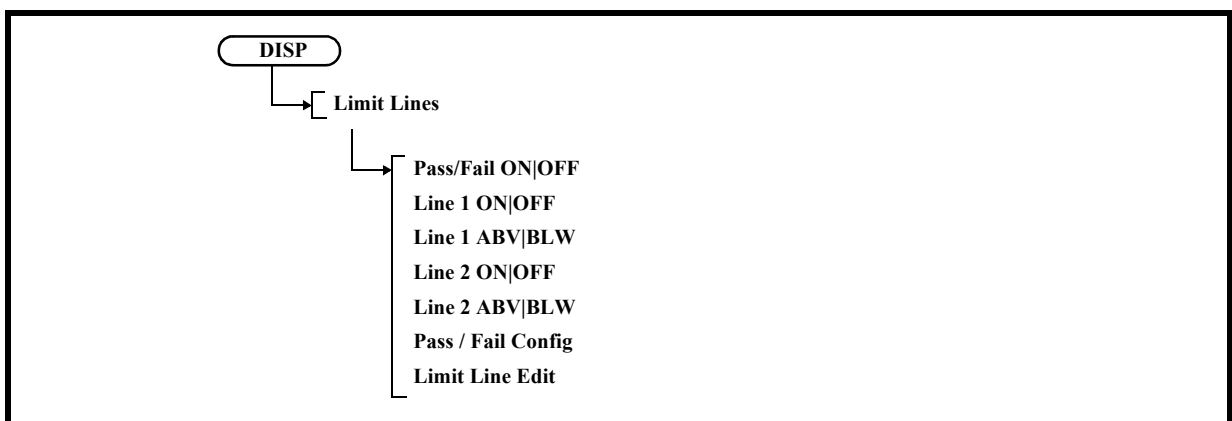 DISP
Limit Lines
Pass/Fail ON|OFF
Line 1 ON|OFF
Line 1 ABV|BLW
Line 2 ON|OFF
Line 2 ABV|BLW
Pass / Fail Config
Limit Line Edit